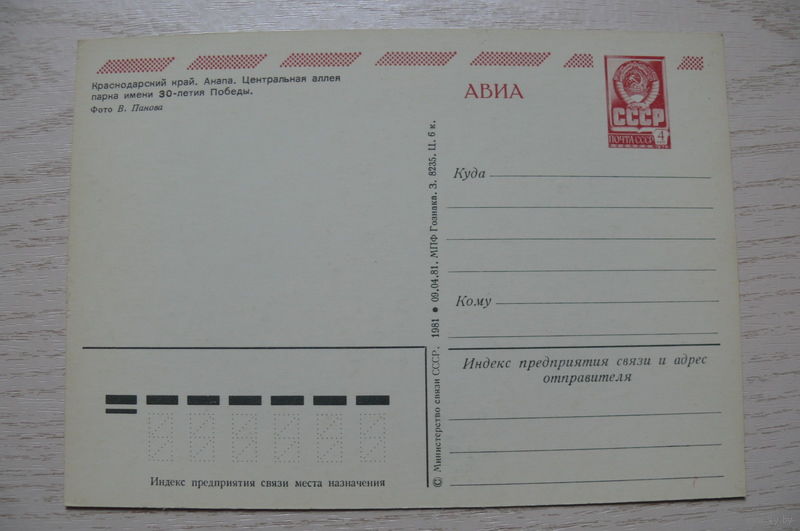 Краснодарский край. Анапа. Центральная аллея
парка имени 30-летия Победы.
Фото В. Панова
АВИА
СССР
ПОЧТА СССР
4
Куда
Кому
© Министерство связи СССР. 1981 ● 09.04.81. МПФ Гознака. З. 8235. Ц. 6 к.
Индекс предприятия связи и адрес
отправителя
Индекс предприятия связи места назначения